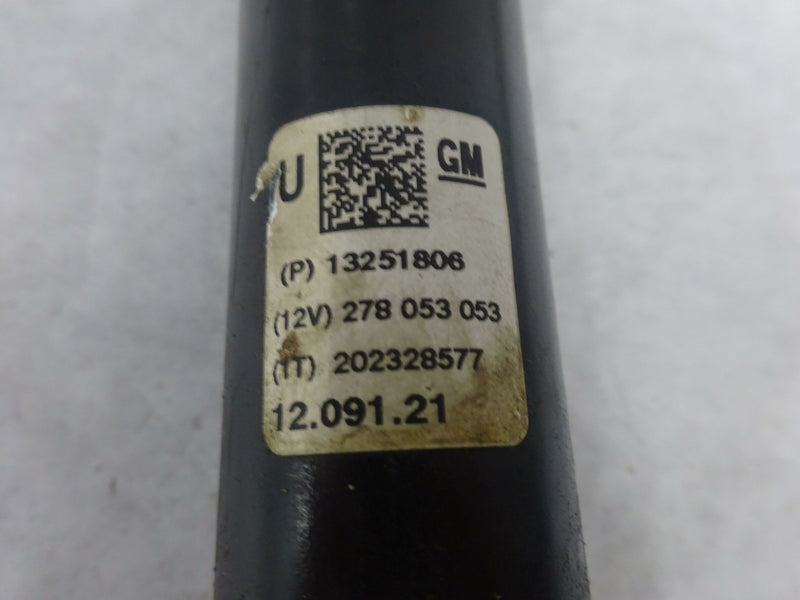 U GM
(P) 13251806
(12V) 278 053 053
(1T) 202328577
12.091.21